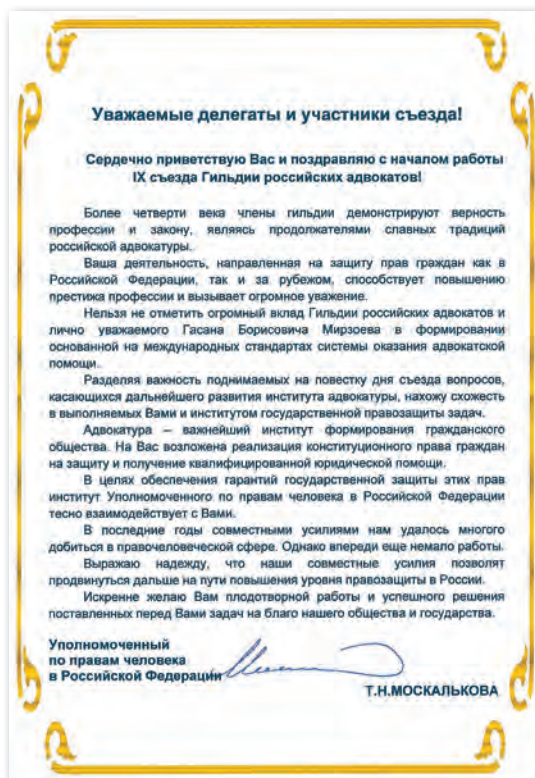 Уважаемые делегаты и участники съезда!
Сердечно приветствую Вас и поздравляю с началом работы
IX съезда Гильдии российских адвокатов!
Более четверти века члены гильдии демонстрируют верность
профессии и закону, являясь продолжателями славных традиций
российской адвокатуры.
Ваша деятельность, направленная на защиту прав граждан как в
Российской Федерации, так и за рубежом, способствует повышению
престижа профессии и вызывает огромное уважение.
Нельзя не отметить огромный вклад Гильдии российских адвокатов и
лично уважаемого Гасана Борисовича Мирзоева в формировании
основанной на международных стандартах системы оказания адвокатской
помощи.
Разделяя важность поднимаемых на повестку дня съезда вопросов,
касающихся дальнейшего развития института адвокатуры, нахожу схожесть
в выполняемых Вами и институтом государственной правозащиты задач.
Адвокатура – важнейший институт формирования гражданского
общества. На Вас возложена реализация конституционного права граждан
на защиту и получение квалифицированной юридической помощи.
В целях обеспечения гарантий государственной защиты этих прав
институт Уполномоченного по правам человека в Российской Федерации
тесно взаимодействует с Вами.
В последние годы совместными усилиями нам удалось многого
добиться в правочеловеческой сфере. Однако впереди еще немало работы.
Выражаю надежду, что наши совместные усилия позволят
продвинуться дальше на пути повышения уровня правозащиты в России.
Искренне желаю Вам плодотворной работы и успешного решения
поставленных перед Вами задач на благо нашего общества и государства.
Уполномоченный
по правам человека
в Российской Федерации
Т.Н.МОСКАЛЬКОВА